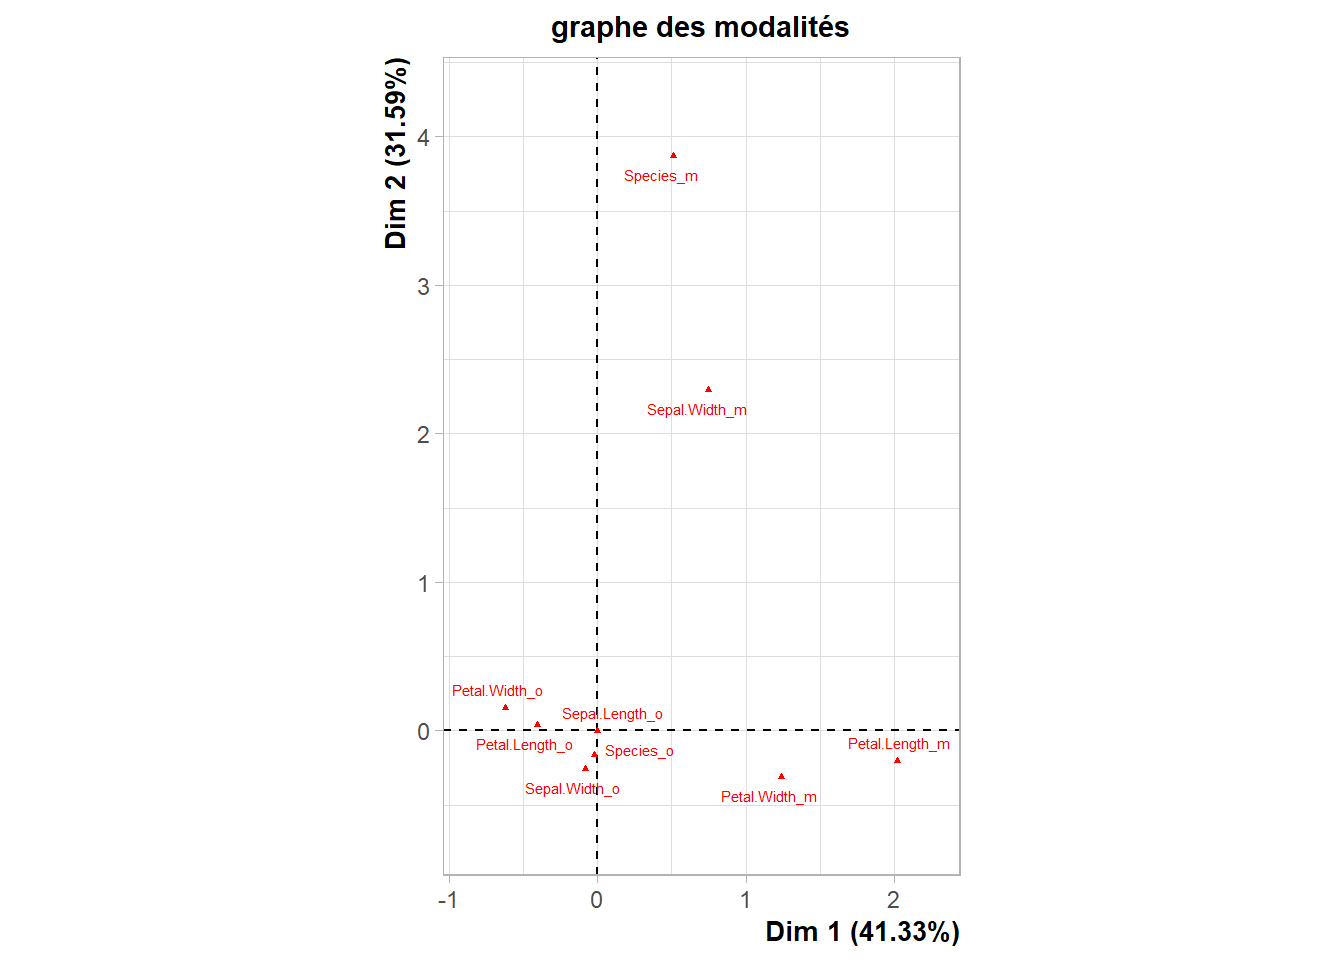 graphe des modalités
Dim 2 (31.59%)
4
Species_m
3
Sepal.Width_m
2
1
Petal.Width_o
Sepal.Length_o
0
Petal.Length_o
Species_o
Petal.Length_m
Sepal.Width_o
Petal.Width_m
-1
0
1
2
Dim 1 (41.33%)